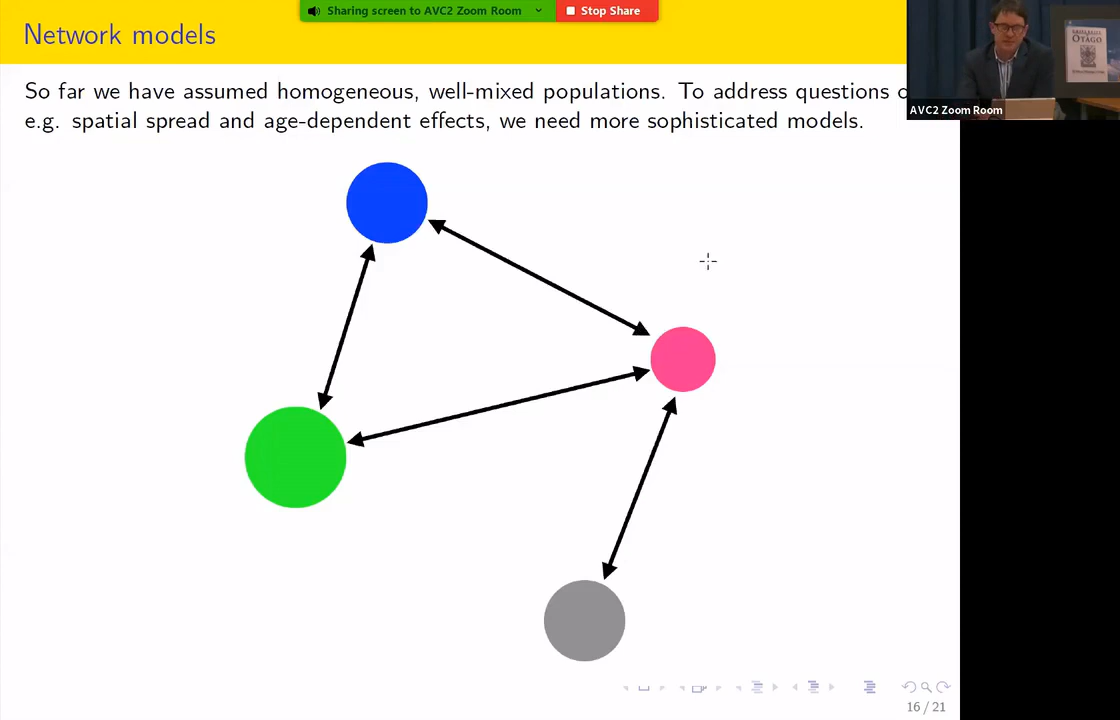 Sharing screen to AVC2 Zoom Room
Stop Share
Network models
So far we have assumed homogeneous, well-mixed populations. To address questions
e.g. spatial spread and age-dependent effects, we need more sophisticated models.
OTAGO
AVC2 Zoom Room
16 / 21